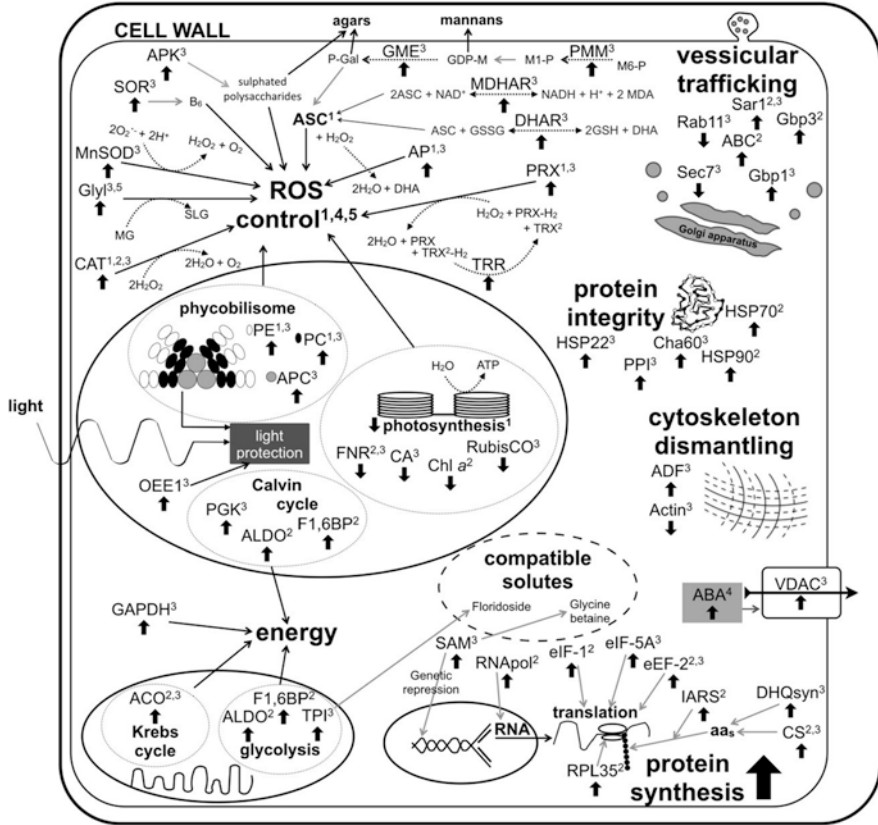 CELL WALL
agars
mannans
APK³
P-Gal
GME³
GDP-M
M1-P
PMM³
M6-P
SOR³
B₆
sulphated
polysaccharides
2ASC + NAD⁺
MDHAR³
NADH + H⁺ + 2 MDA
ASC¹
+ H₂O₂
ASC + GSSG
DHAR³
2GSH + DHA
2O₂⁻ + 2H⁺
H₂O₂ + O₂
MnSOD³
AP¹,³
2H₂O + DHA
Glyl³,⁵
MG
SLG
ROS
control¹,⁴,⁵
PRX¹,³
H₂O₂ + PRX-H₂
+ TRX²
2H₂O + PRX
+ TRX²-H₂
TRR
CAT¹,²,³
2H₂O₂
2H₂O + O₂
vessicular
trafficking
Sar1²,³
Rab11³
Gbp3²
ABC²
Sec7³
Gbp1³
Golgi apparatus
phycobilisome
PE¹,³
PC¹,³
APC³
protein
integrity
HSP70²
HSP22³
Cha60³
PPI³
HSP90²
light
light
protection
H₂O
ATP
photosynthesis¹
FNR²,³
CA³
Chl a²
RubisCO³
OEE1³
Calvin
cycle
PGK³
ALDO²
F1,6BP²
cytoskeleton
dismantling
ADF³
Actin³
compatible
solutes
Floridoside
Glycine
betaine
ABA⁴
VDAC³
GAPDH³
energy
SAM³
Genetic
repression
RNApol²
eIF-1²
eIF-5A³
eEF-2²,³
IARS²
DHQsyn³
ACO²,³
Krebs
cycle
F1,6BP²
ALDO²
TPI³
glycolysis
RNA
translation
aaₛ
CS²,³
RPL35²
protein
synthesis